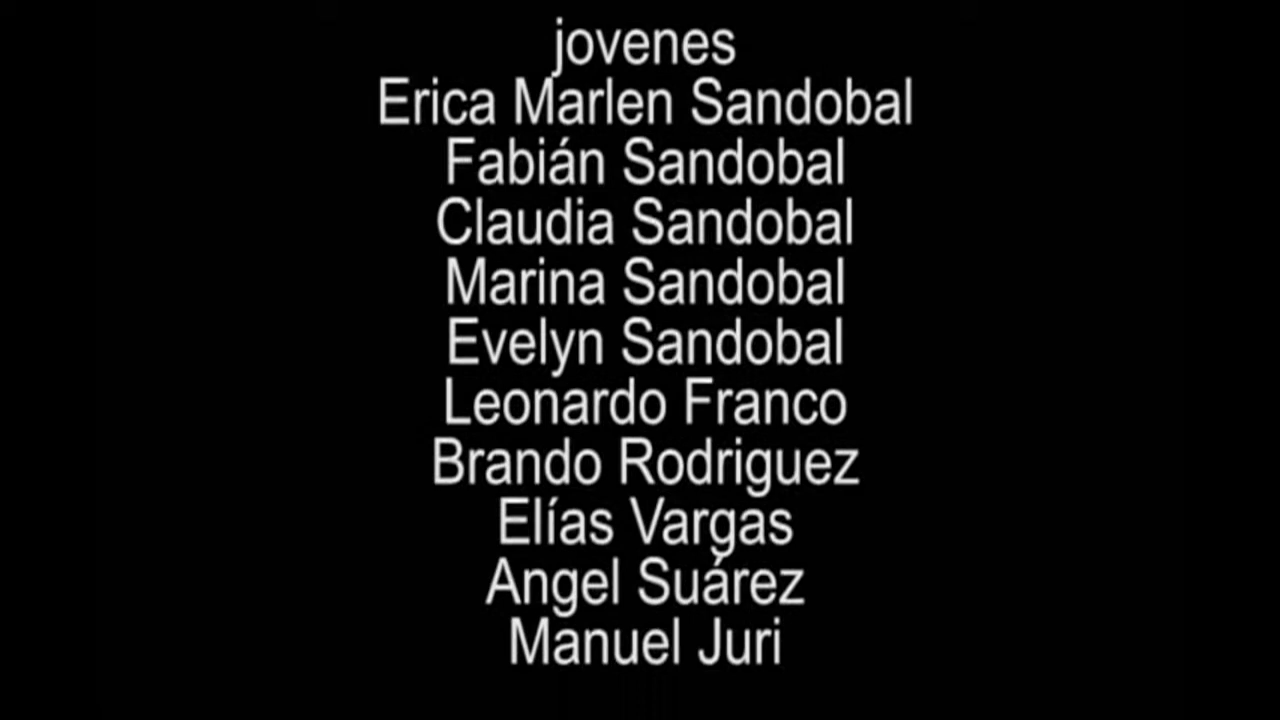 jovenes
Erica Marlen Sandobal
Fabián Sandobal
Claudia Sandobal
Marina Sandobal
Evelyn Sandobal
Leonardo Franco
Brando Rodriguez
Elías Vargas
Angel Suárez
Manuel Juri